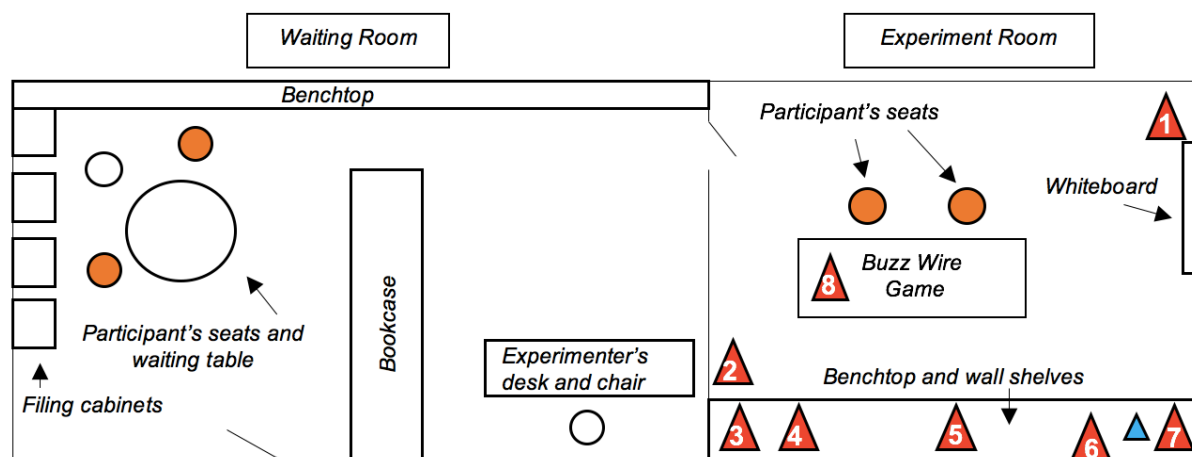 Waiting Room
Experiment Room
Benchtop
Participant's seats
1
Whiteboard
Buzz Wire
Game
8
Bookcase
Participant's seats and
waiting table
Experimenter's
desk and chair
2
Benchtop and wall shelves
Filing cabinets
3
4
5
6
7